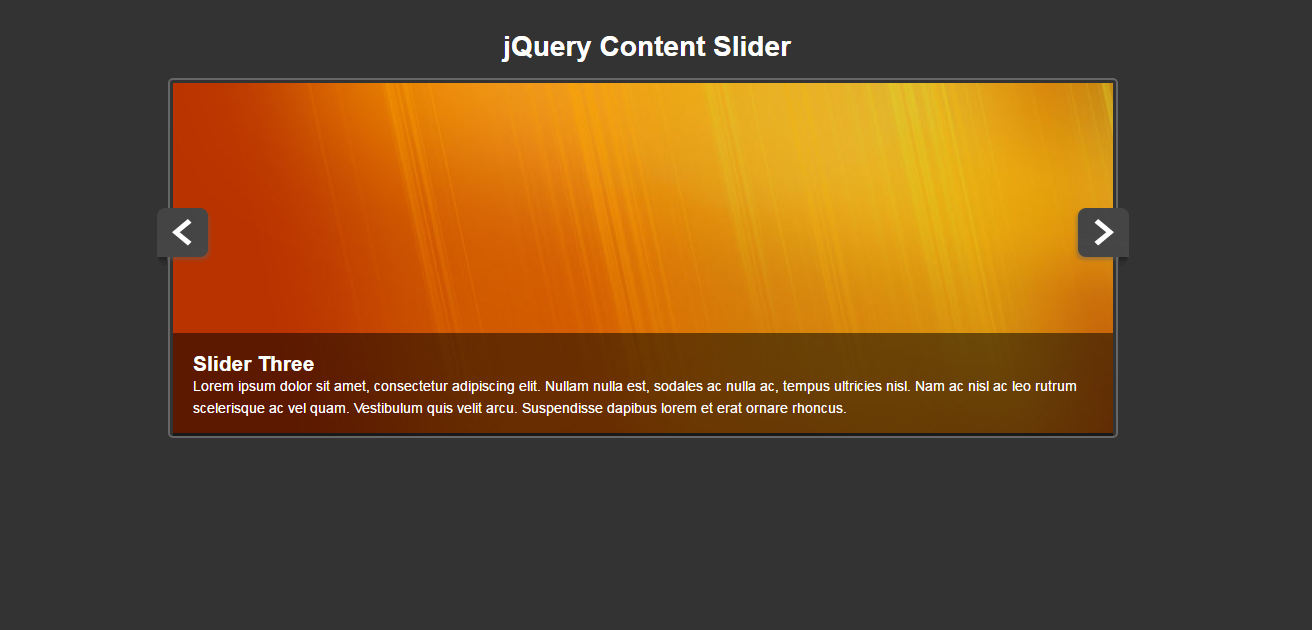 jQuery Content Slider
Slider Three
Lorem ipsum dolor sit amet, consectetur adipiscing elit. Nullam nulla est, sodales ac nulla ac, tempus ultricies nisl. Nam ac nisl ac leo rutrum
scelerisque ac vel quam. Vestibulum quis velit arcu. Suspendisse dapibus lorem et erat ornare rhoncus.